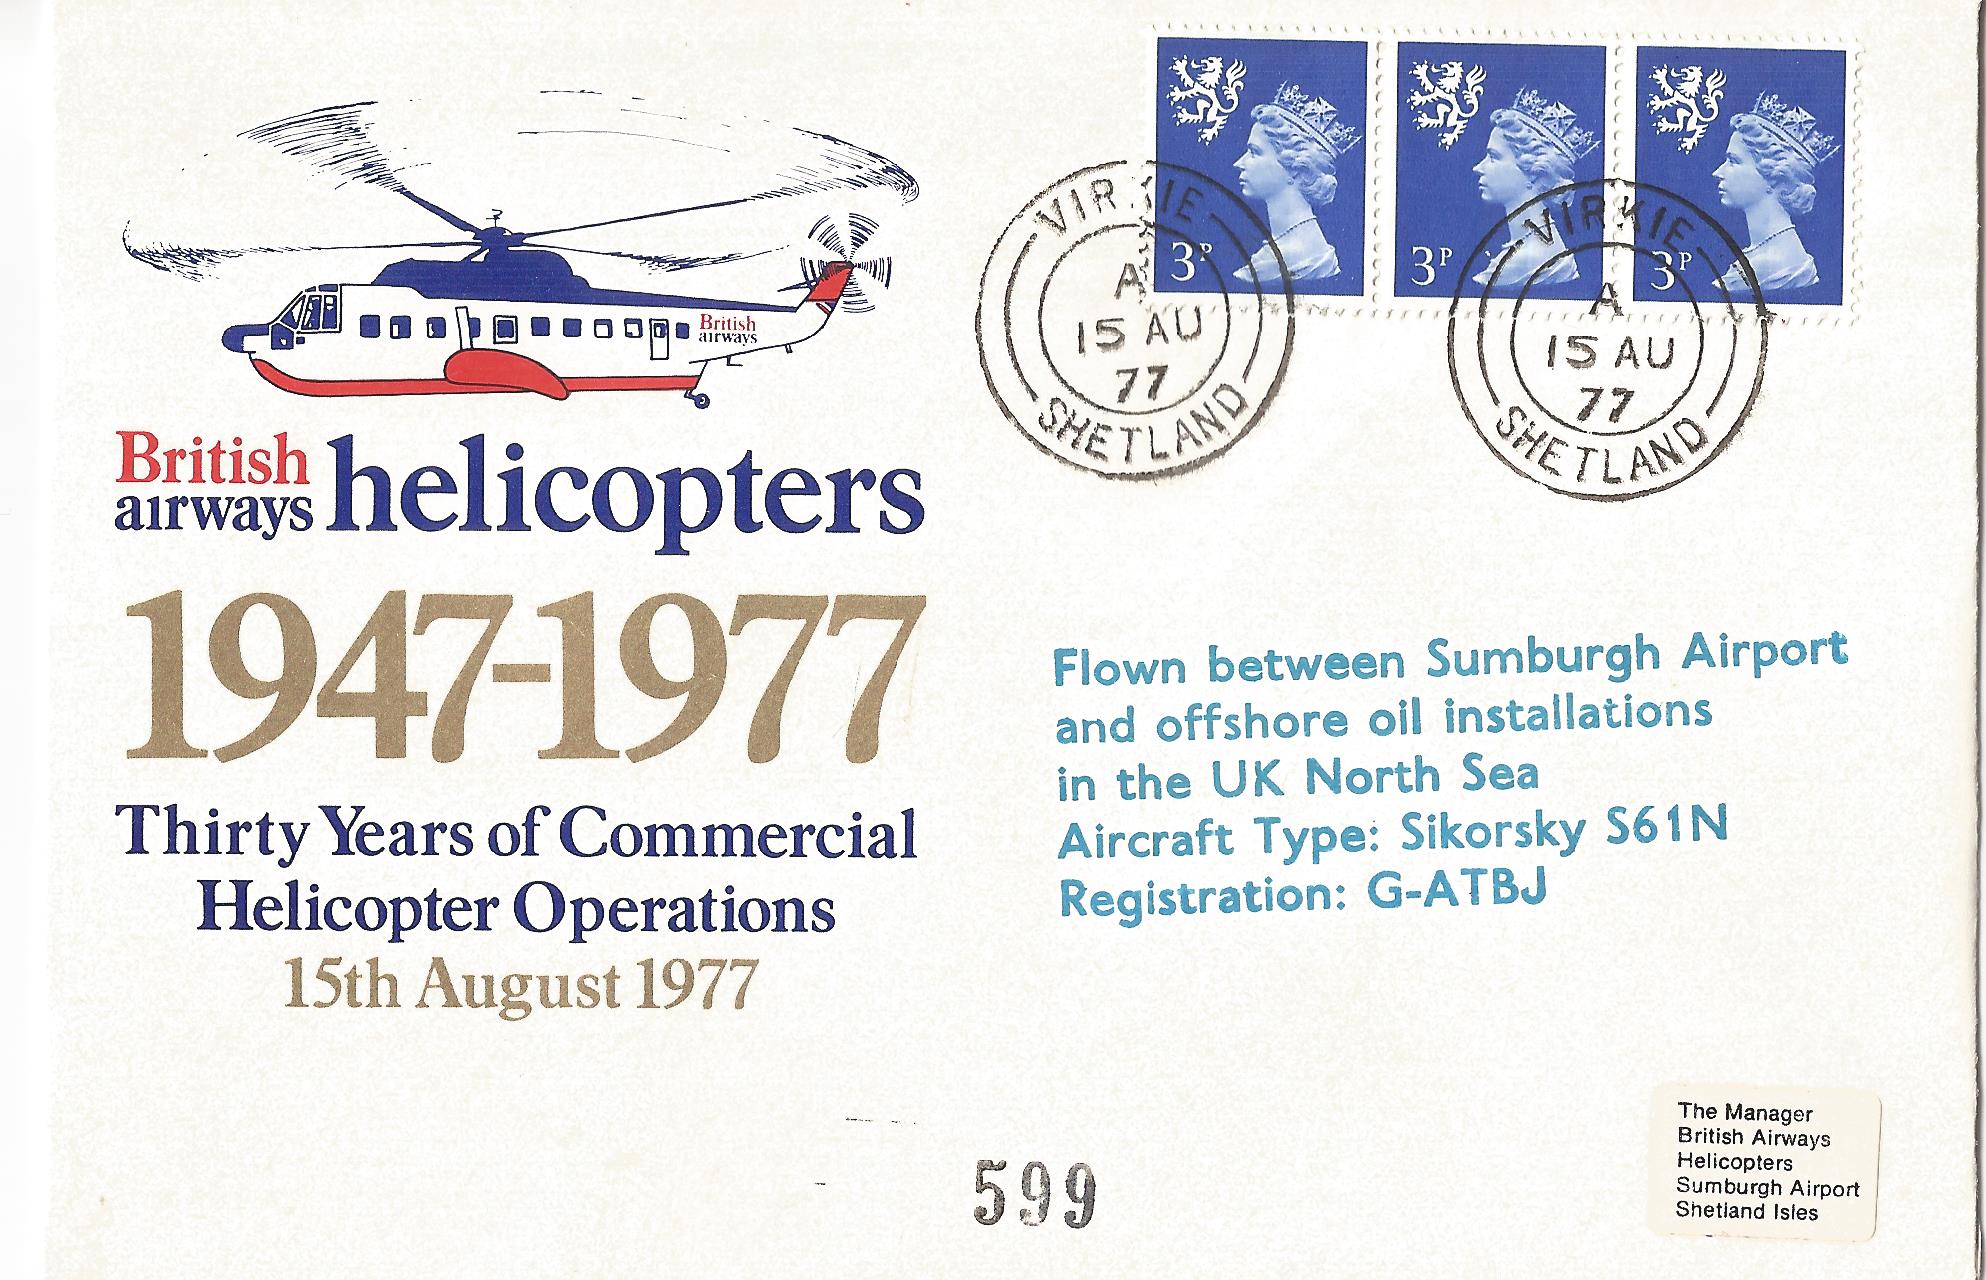 British
airways
British
airways helicopters
1947-1977
Thirty Years of Commercial
Helicopter Operations
15th August 1977
3P
3P
3P
VIRKIE
A
15 AU
77
SHETLAND
VIRKIE
A
15 AU
77
SHETLAND
Flown between Sumburgh Airport
and offshore oil installations
in the UK North Sea
Aircraft Type: Sikorsky S61N
Registration: G-ATBJ
599
The Manager
British Airways
Helicopters
Sumburgh Airport
Shetland Isles